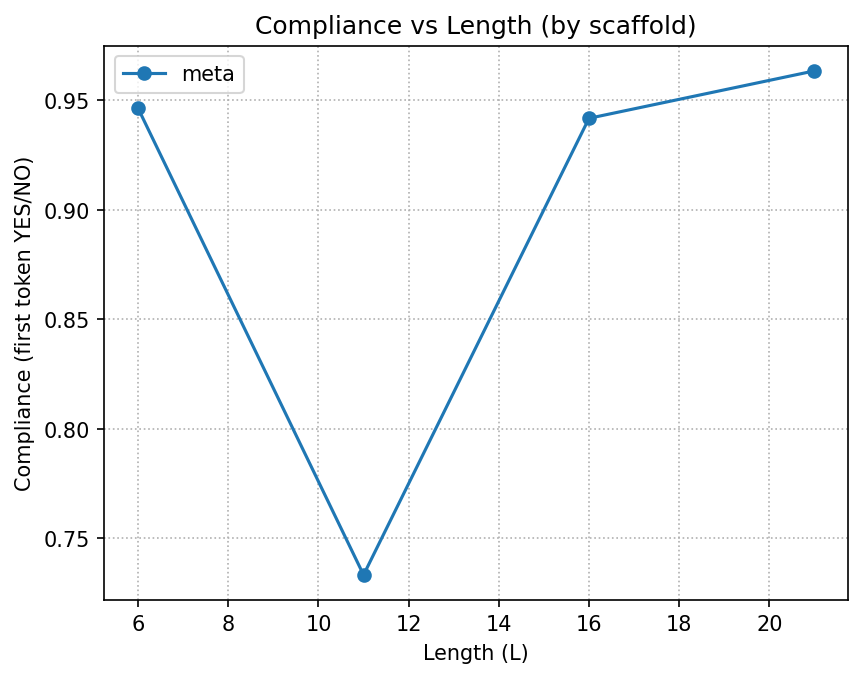 Compliance vs Length (by scaffold)
meta
Compliance (first token YES/NO)
0.95
0.90
0.85
0.80
0.75
6 8 10 12 14 16 18 20
Length (L)